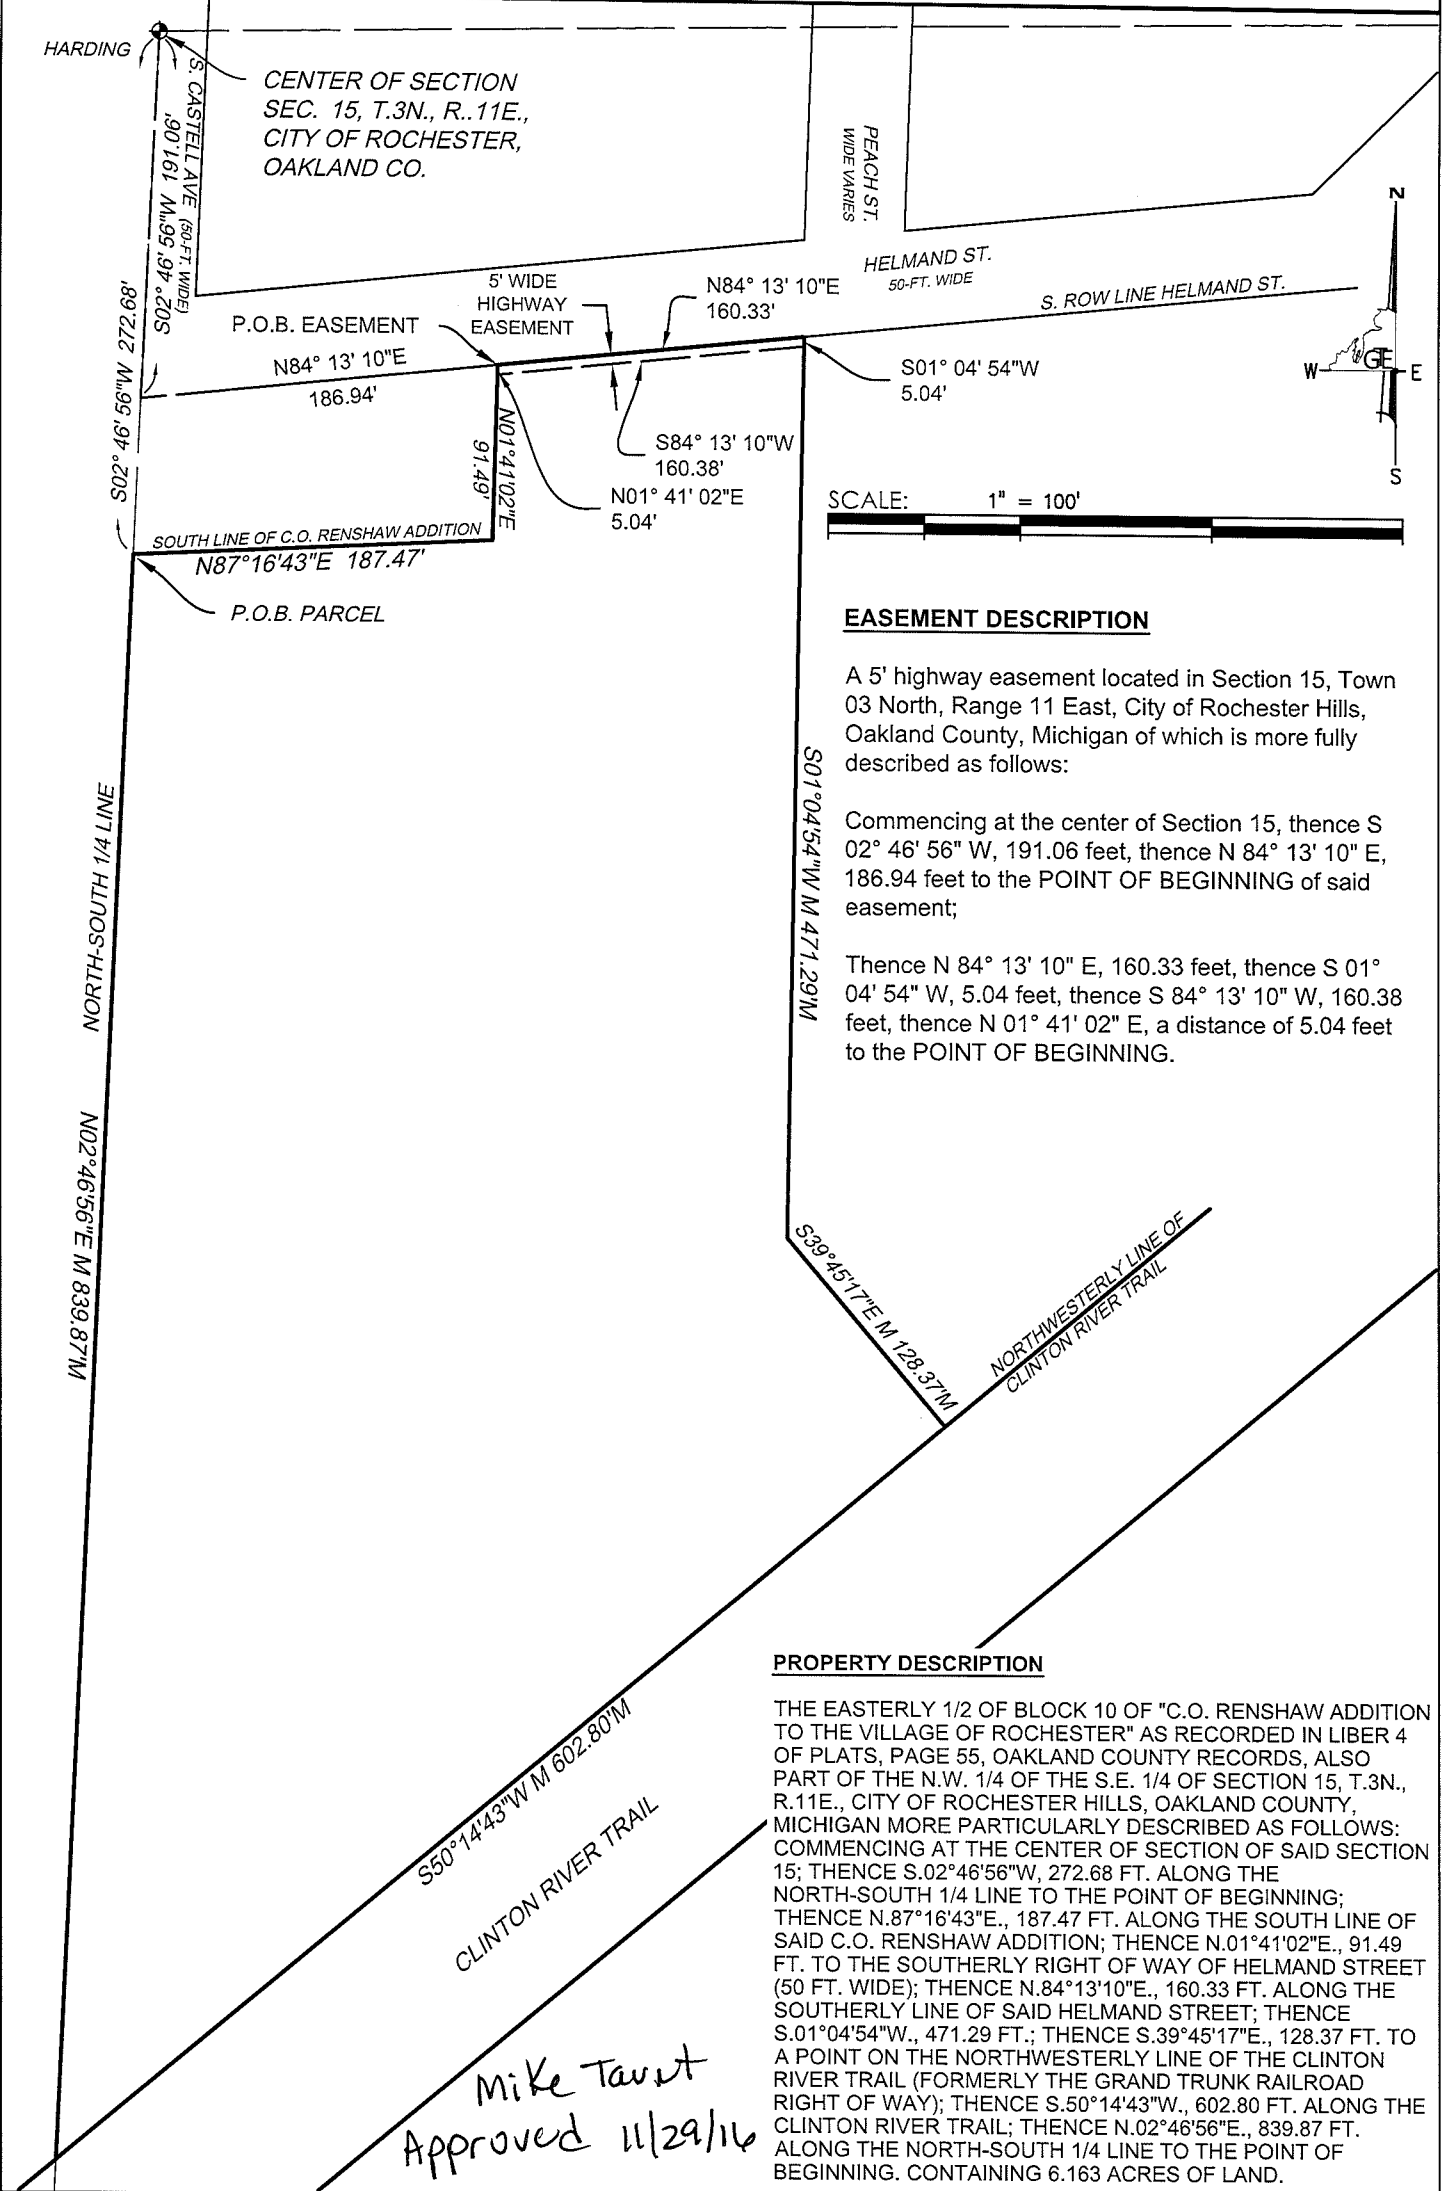 HARDING
CENTER OF SECTION
SEC. 15, T.3N., R..11E.,
CITY OF ROCHESTER,
OAKLAND CO.
S. CASTELL AVE (50-FT. WIDE)
S02° 46' 56"W 191.06'
S02° 46' 56"W 272.68'
PEACH ST.
WIDE VARIES
HELMAND ST.
50-FT. WIDE
S. ROW LINE HELMAND ST.
N
W
GE
E
S
5' WIDE
HIGHWAY
EASEMENT
N84° 13' 10"E
160.33'
P.O.B. EASEMENT
N84° 13' 10"E
186.94'
S01° 04' 54"W
5.04'
N01°41'02"E
91.49'
S84° 13' 10"W
160.38'
N01° 41' 02"E
5.04'
SCALE: 1" = 100'
SOUTH LINE OF C.O. RENSHAW ADDITION
N87°16'43"E 187.47'
P.O.B. PARCEL
EASEMENT DESCRIPTION
A 5' highway easement located in Section 15, Town
03 North, Range 11 East, City of Rochester Hills,
Oakland County, Michigan of which is more fully
described as follows:
Commencing at the center of Section 15, thence S
02° 46' 56" W, 191.06 feet, thence N 84° 13' 10" E,
186.94 feet to the POINT OF BEGINNING of said
easement;
Thence N 84° 13' 10" E, 160.33 feet, thence S 01°
04' 54" W, 5.04 feet, thence S 84° 13' 10" W, 160.38
feet, thence N 01° 41' 02" E, a distance of 5.04 feet
to the POINT OF BEGINNING.
S01°04'54"W M 471.29'M
NORTH-SOUTH 1/4 LINE
N02°46'56"E M 839.87'M
S39°45'17"E M 128.37'M
NORTHWESTERLY LINE OF
CLINTON RIVER TRAIL
S50°14'43"W M 602.80'M
CLINTON RIVER TRAIL
PROPERTY DESCRIPTION
THE EASTERLY 1/2 OF BLOCK 10 OF "C.O. RENSHAW ADDITION
TO THE VILLAGE OF ROCHESTER" AS RECORDED IN LIBER 4
OF PLATS, PAGE 55, OAKLAND COUNTY RECORDS, ALSO
PART OF THE N.W. 1/4 OF THE S.E. 1/4 OF SECTION 15, T.3N.,
R.11E., CITY OF ROCHESTER HILLS, OAKLAND COUNTY,
MICHIGAN MORE PARTICULARLY DESCRIBED AS FOLLOWS:
COMMENCING AT THE CENTER OF SECTION OF SAID SECTION
15; THENCE S.02°46'56"W, 272.68 FT. ALONG THE
NORTH-SOUTH 1/4 LINE TO THE POINT OF BEGINNING;
THENCE N.87°16'43"E., 187.47 FT. ALONG THE SOUTH LINE OF
SAID C.O. RENSHAW ADDITION; THENCE N.01°41'02"E., 91.49
FT. TO THE SOUTHERLY RIGHT OF WAY OF HELMAND STREET
(50 FT. WIDE); THENCE N.84°13'10"E., 160.33 FT. ALONG THE
SOUTHERLY LINE OF SAID HELMAND STREET; THENCE
S.01°04'54"W., 471.29 FT.; THENCE S.39°45'17"E., 128.37 FT. TO
A POINT ON THE NORTHWESTERLY LINE OF THE CLINTON
RIVER TRAIL (FORMERLY THE GRAND TRUNK RAILROAD
RIGHT OF WAY); THENCE S.50°14'43"W., 602.80 FT. ALONG THE
CLINTON RIVER TRAIL; THENCE N.02°46'56"E., 839.87 FT.
ALONG THE NORTH-SOUTH 1/4 LINE TO THE POINT OF
BEGINNING. CONTAINING 6.163 ACRES OF LAND.
Mike
Approved 11/29/16